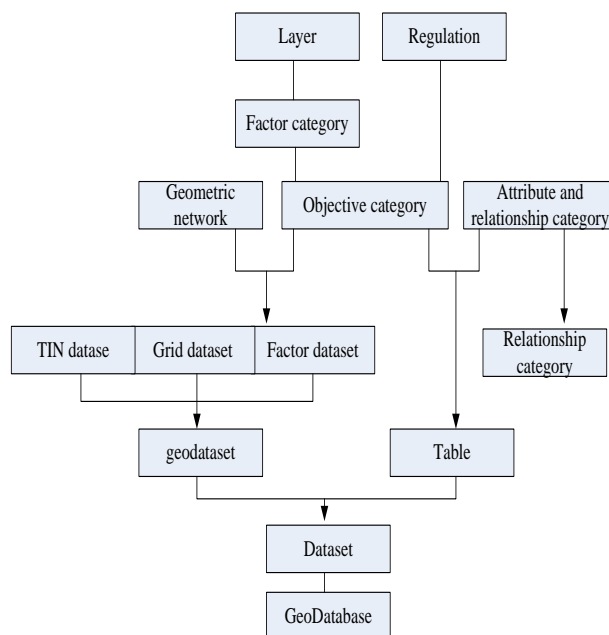 Layer
Regulation
Factor category
Geometric
network
Objective category
Attribute and
relationship category
TIN datase
Grid dataset
Factor dataset
Relationship
category
geodataset
Table
Dataset
GeoDatabase